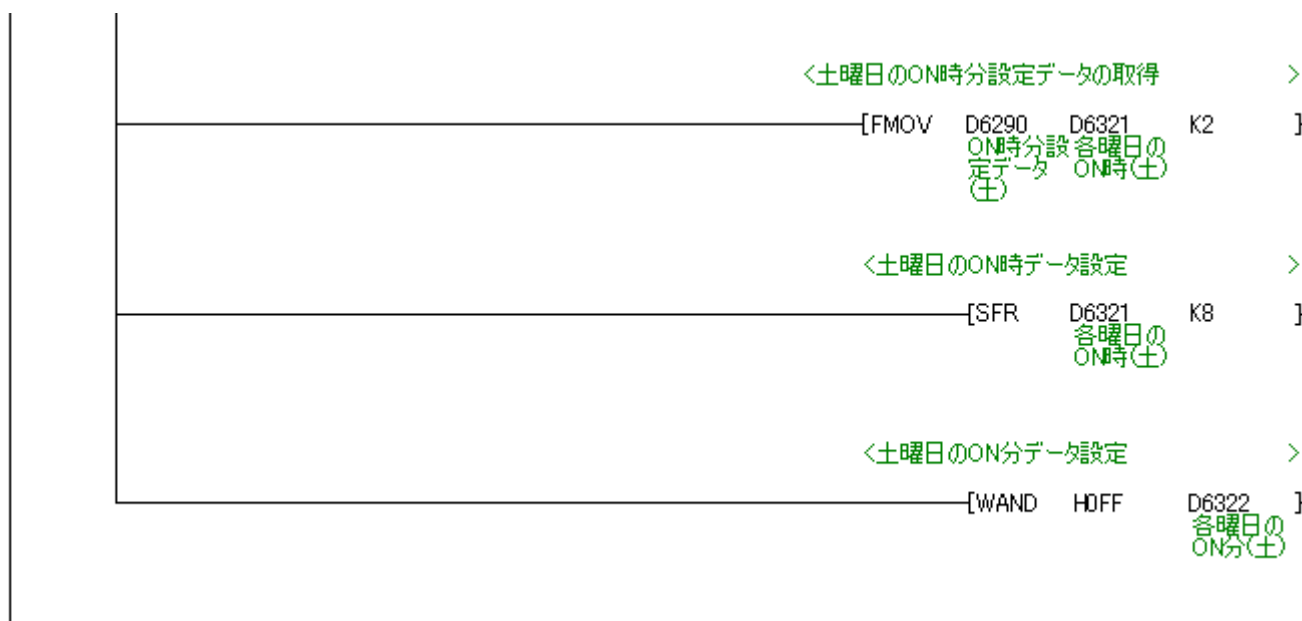 <土曜日のON時分設定データの取得 >
[FMOV D6290 D6321 K2 ]
ON時分設 各曜日の
定データ ON時(土)
(土)
<土曜日のON時データ設定 >
[SFR D6321 K8 ]
各曜日の
ON時(土)
<土曜日のON分データ設定 >
[WAND H0FF D6322 ]
各曜日の
ON分(土)